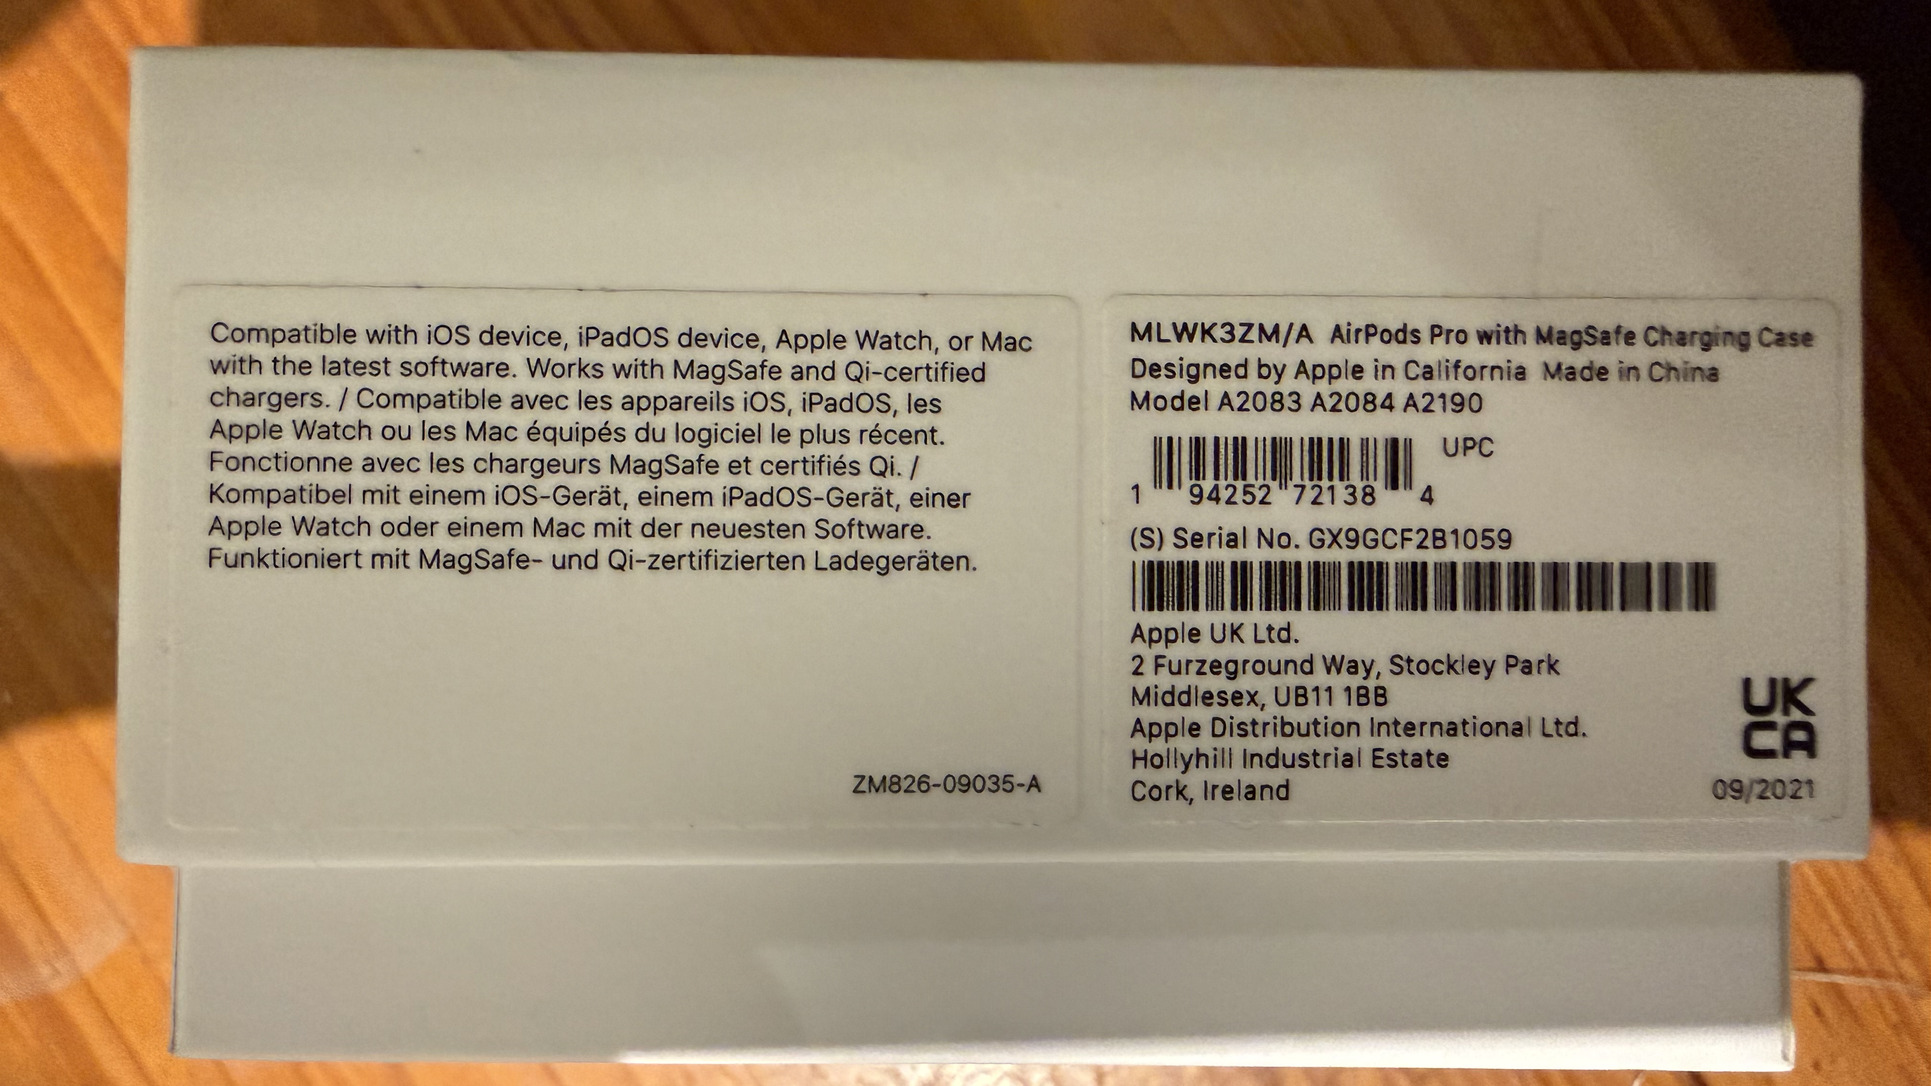 Compatible with iOS device, iPadOS device, Apple Watch, or Mac
with the latest software. Works with MagSafe and Qi-certified
chargers. / Compatible avec les appareils iOS, iPadOS, les
Apple Watch ou les Mac équipés du logiciel le plus récent.
Fonctionne avec les chargeurs MagSafe et certifiés Qi. /
Kompatibel mit einem iOS-Gerät, einem iPadOS-Gerät, einer
Apple Watch oder einem Mac mit der neuesten Software.
Funktioniert mit MagSafe- und Qi-zertifizierten Ladegeräten.
ZM826-09035-A
MLWK3ZM/A AirPods Pro with MagSafe Charging Case
Designed by Apple in California Made in China
Model A2083 A2084 A2190
UPC
1 94252 72138 4
(S) Serial No. GX9GCF2B1059
Apple UK Ltd.
2 Furzeground Way, Stockley Park
Middlesex, UB11 1BB
Apple Distribution International Ltd.
Hollyhill Industrial Estate
Cork, Ireland
UK
CA
09/2021